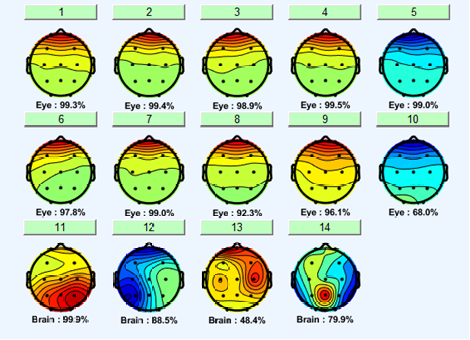 1 2 3 4 5
Eye : 99.3% Eye : 99.4% Eye : 98.9% Eye : 99.5% Eye : 99.0%
6 7 8 9 10
Eye : 97.8% Eye : 99.0% Eye : 92.3% Eye : 96.1% Eye : 68.0%
11 12 13 14
Brain : 99.9% Brain : 88.5% Brain : 48.4% Brain : 79.9%